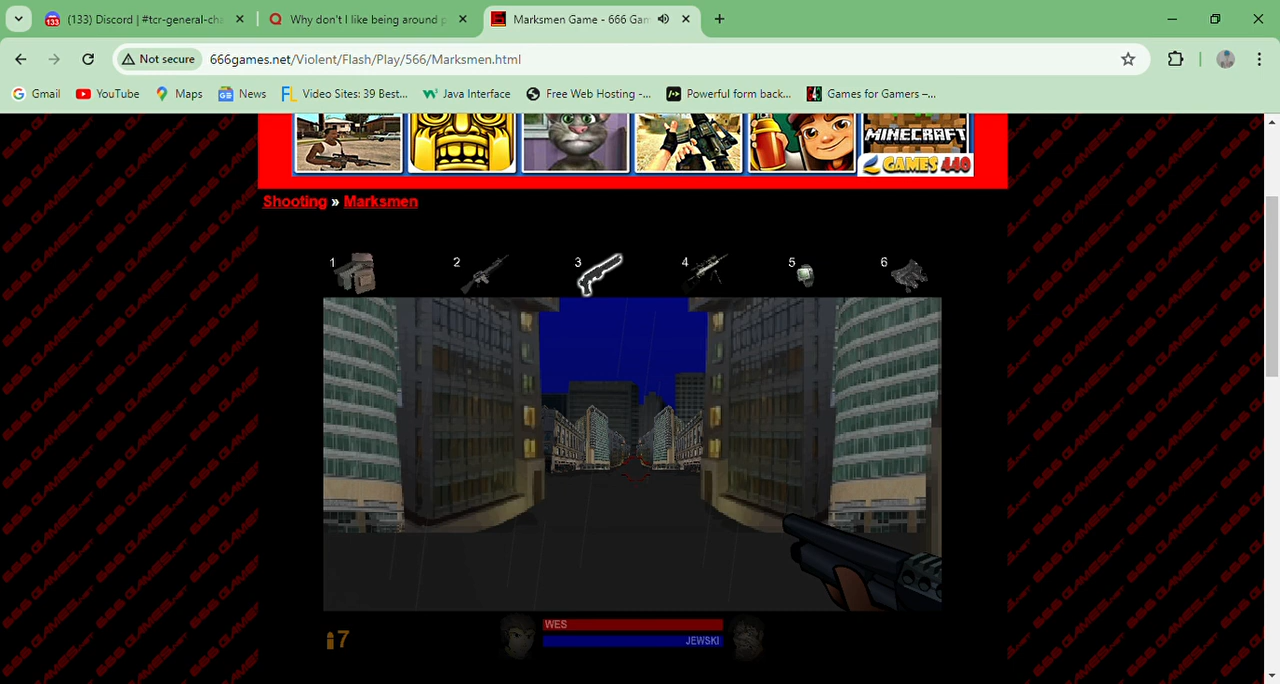 (133) Discord | #tcr-general-cha
Why don't I like being around p
Marksmen Game - 666 Gam
Not secure
666games.net/Violent/Flash/Play/566/Marksmen.html
Gmail
YouTube
Maps
News
Video Sites: 39 Best...
Java Interface
Free Web Hosting -...
Powerful form back...
Games for Gamers –...
MINECRAFT
GAMES 440
Shooting » Marksmen
1
2
3
4
5
6
7
WES
JEWSKI
666 GAMES.NET